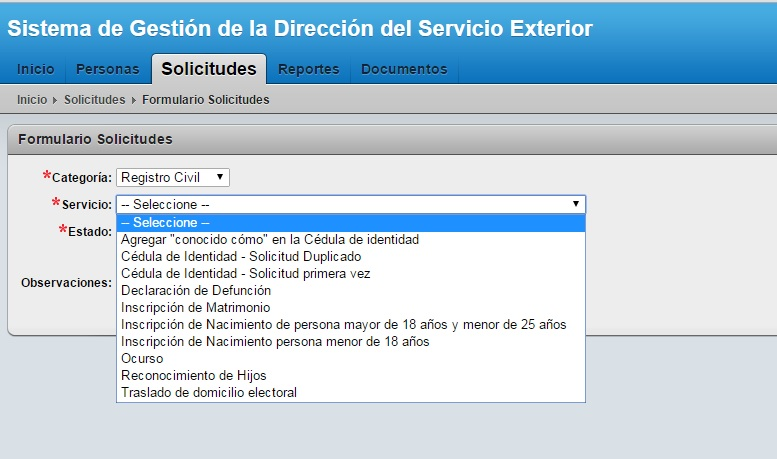 Sistema de Gestión de la Dirección del Servicio Exterior
Inicio Personas Solicitudes Reportes Documentos
Inicio Solicitudes Formulario Solicitudes
Formulario Solicitudes
*Categoría: Registro Civil
*Servicio: -- Seleccione --
-- Seleccione --
*Estado:
Agregar "conocido cómo" en la Cédula de identidad
Cédula de Identidad - Solicitud Duplicado
Cédula de Identidad - Solicitud primera vez
Observaciones:
Declaración de Defunción
Inscripción de Matrimonio
Inscripción de Nacimiento de persona mayor de 18 años y menor de 25 años
Inscripción de Nacimiento persona menor de 18 años
Ocurso
Reconocimiento de Hijos
Traslado de domicilio electoral